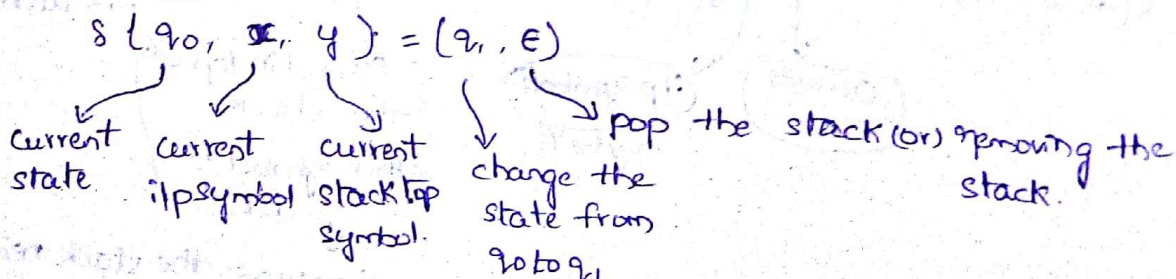 δ(q0, x, y) = (q1, ϵ)
current state
current i/p symbol
current stack top symbol.
change the state from q0 to q1
pop the stack (or) removing the stack.